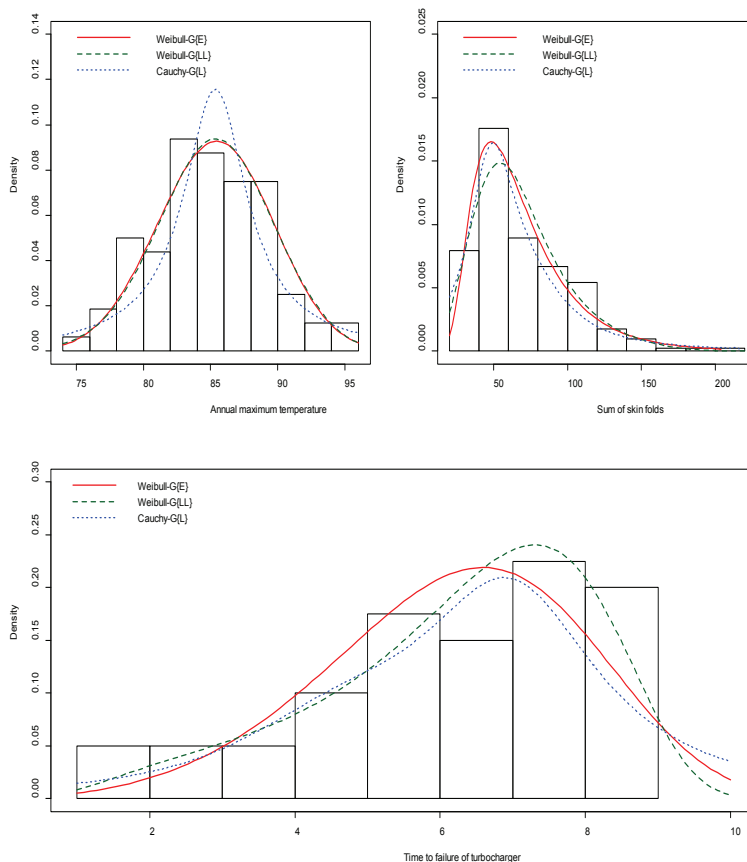 Weibull-G{E}
Weibull-G{LL}
Cauchy-G{L}
Density
0.00 0.02 0.04 0.06 0.08 0.10 0.12 0.14
75 80 85 90 95
Annual maximum temperature
Weibull-G{E}
Weibull-G{LL}
Cauchy-G{L}
Density
0.000 0.005 0.010 0.015 0.020 0.025
50 100 150 200
Sum of skin folds
Weibull-G{E}
Weibull-G{LL}
Cauchy-G{L}
Density
0.00 0.05 0.10 0.15 0.20 0.25 0.30
2 4 6 8 10
Time to failure of turbocharger